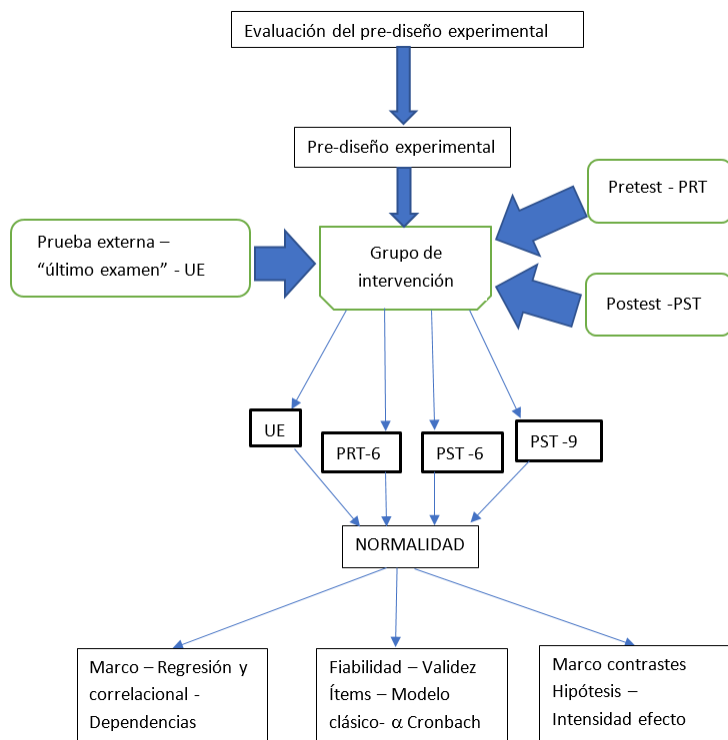 Evaluación del pre-diseño experimental
Pre-diseño experimental
Pretest - PRT
Prueba externa –
“último examen” - UE
Grupo de
intervención
Postest -PST
UE
PRT-6
PST -6
PST -9
NORMALIDAD
Marco – Regresión y
correlacional -
Dependencias
Fiabilidad – Validez
Ítems – Modelo
clásico- α Cronbach
Marco contrastes
Hipótesis –
Intensidad efecto